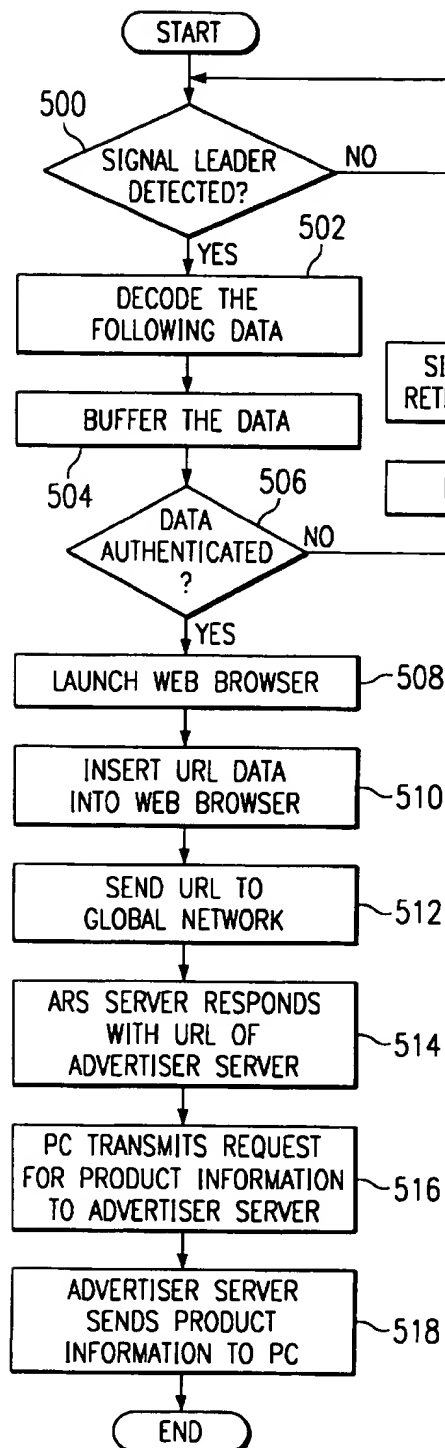 START
500
SIGNAL LEADER
DETECTED?
NO
YES
502
DECODE THE
FOLLOWING DATA
BUFFER THE DATA
504
506
DATA
AUTHENTICATED
?
NO
YES
LAUNCH WEB BROWSER
508
INSERT URL DATA
INTO WEB BROWSER
510
SEND URL TO
GLOBAL NETWORK
512
ARS SERVER RESPONDS
WITH URL OF
ADVERTISER SERVER
514
PC TRANSMITS REQUEST
FOR PRODUCT INFORMATION
TO ADVERTISER SERVER
516
ADVERTISER SERVER
SENDS PRODUCT
INFORMATION TO PC
518
END